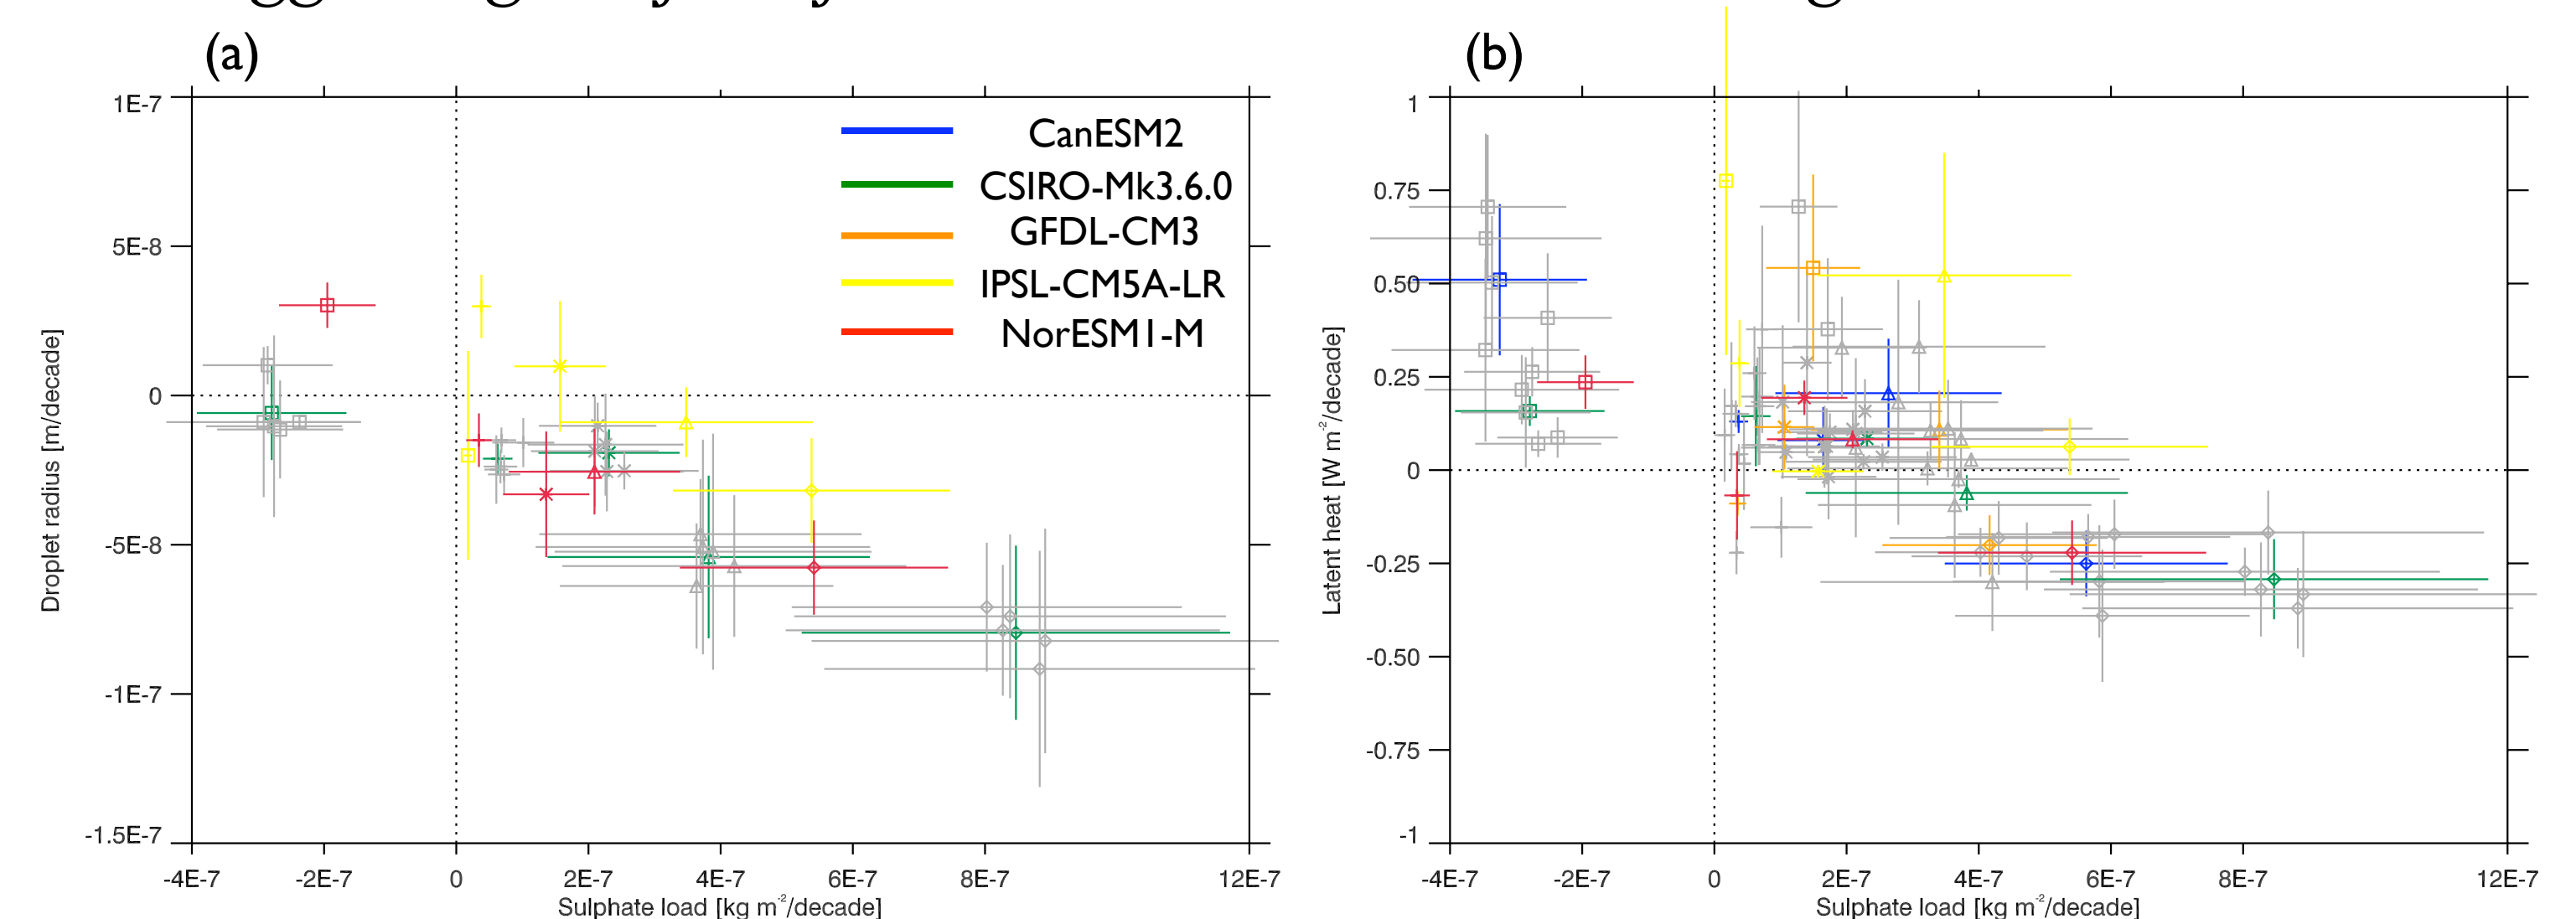 (a)
(b)
1E-7
5E-8
0
-5E-8
-1E-7
-1.5E-7
Droplet radius [m/decade]
-4E-7 -2E-7 0 2E-7 4E-7 6E-7 8E-7 12E-7
Sulphate load [kg m-2/decade]
CanESM2
CSIRO-Mk3.6.0
GFDL-CM3
IPSL-CM5A-LR
NorESM1-M
1
0.75
0.50
0.25
0
-0.25
-0.50
-0.75
-1
Latent heat [W m-2/decade]
-4E-7 -2E-7 0 2E-7 4E-7 6E-7 8E-7 12E-7
Sulphate load [kg m-2/decade]